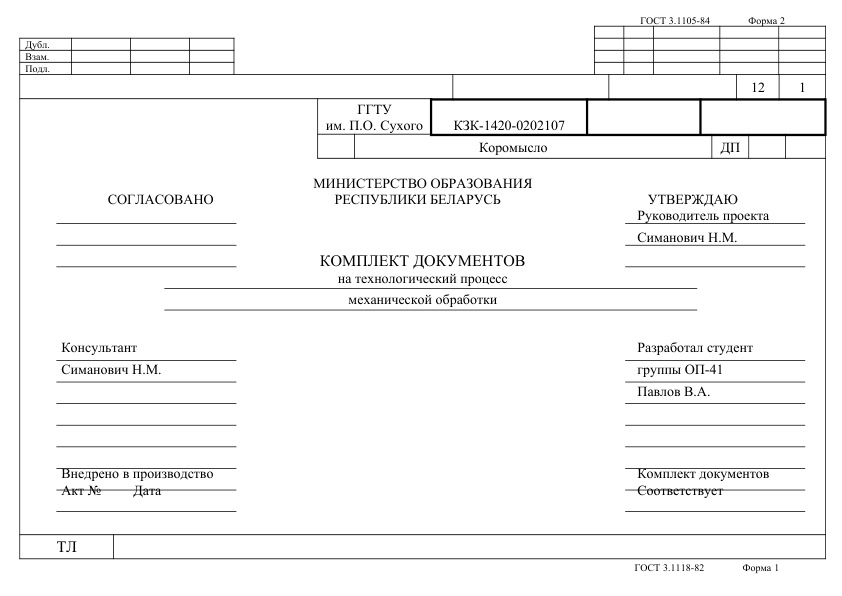 ГОСТ 3.1105-84 Форма 2
Дубл.
Взам.
Подл.
12 1
ГГТУ
им. П.О. Сухого КЗК-1420-0202107
Коромысло ДП
МИНИСТЕРСТВО ОБРАЗОВАНИЯ
СОГЛАСОВАНО РЕСПУБЛИКИ БЕЛАРУСЬ УТВЕРЖДАЮ
Руководитель проекта
Симанович Н.М.
КОМПЛЕКТ ДОКУМЕНТОВ
на технологический процесс
механической обработки
Консультант Разработал студент
Симанович Н.М. группы ОП-41
Павлов В.А.
Внедрено в производство Комплект документов
Акт № Дата Соответствует
ТЛ
ГОСТ 3.1118-82 Форма 1